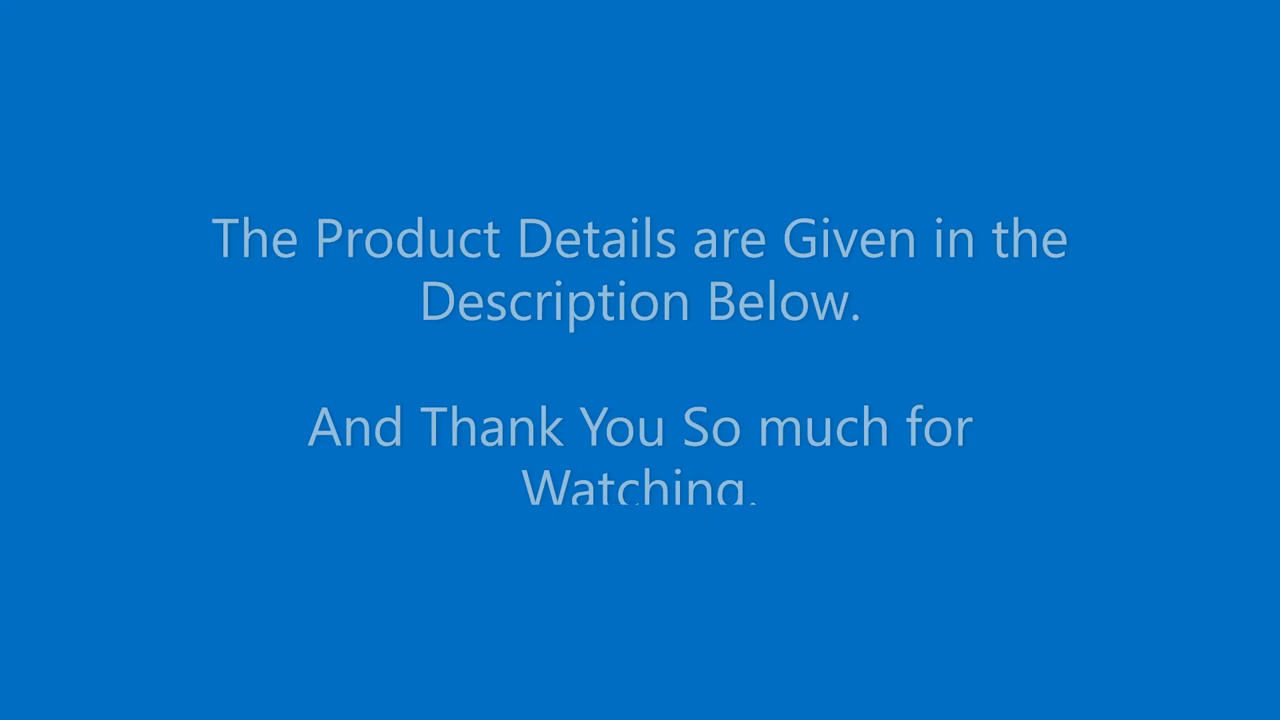 The Product Details are Given in the
Description Below.
And Thank You So much for
Watching.